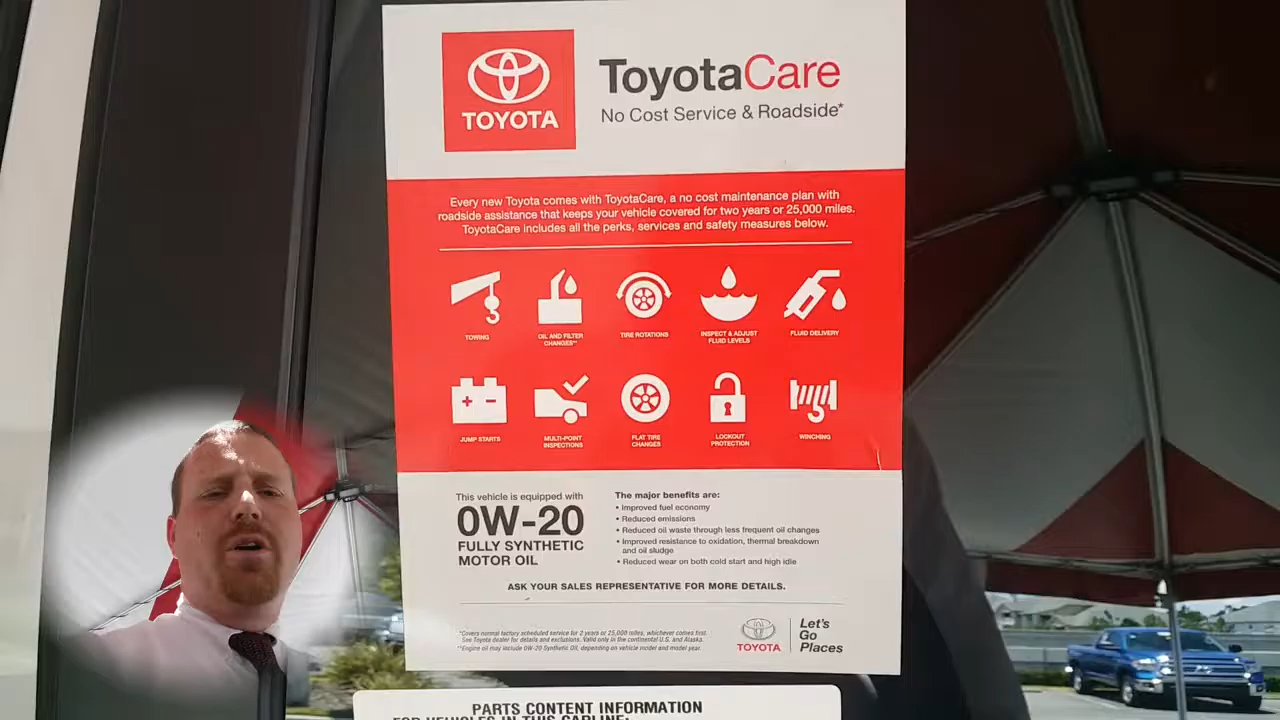 TOYOTA
ToyotaCare
No Cost Service & Roadside*
Every new Toyota comes with ToyotaCare, a no cost maintenance plan with
roadside assistance that keeps your vehicle covered for two years or 25,000 miles.
ToyotaCare includes all the perks, services and safety measures below.
TOWING
OIL AND FILTER
CHANGES**
TIRE ROTATIONS
INSPECT & ADJUST
FLUID LEVELS
FLUID DELIVERY
JUMP STARTS
MULTI-POINT
INSPECTIONS
FLAT TIRE
CHANGES
LOCKOUT
PROTECTION
WINCHING
This vehicle is equipped with
0W-20
FULLY SYNTHETIC
MOTOR OIL
The major benefits are:
• Improved fuel economy
• Reduced emissions
• Reduced oil waste through less frequent oil changes
• Improved resistance to oxidation, thermal breakdown
and oil sludge
• Reduced wear on both cold start and high idle
ASK YOUR SALES REPRESENTATIVE FOR MORE DETAILS.
*Covers normal factory scheduled service for 2 years or 25,000 miles, whichever comes first.
See Toyota dealer for details and exclusions. Valid only in the continental U.S. and Alaska.
**Engine oil may include 0W-20 Synthetic Oil, depending on vehicle model and model year.
TOYOTA
Let's
Go
Places
PARTS CONTENT INFORMATION
FOR VEHICLES IN THIS CARLINE: